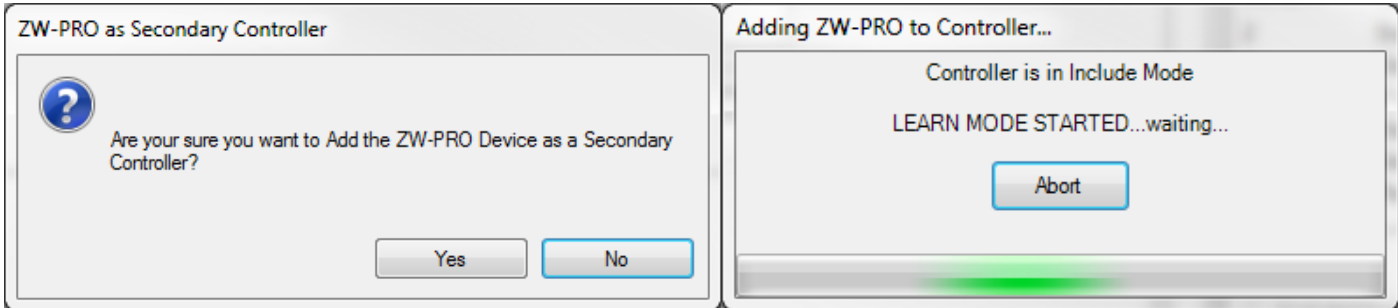 ZW-PRO as Secondary Controller
Are your sure you want to Add the ZW-PRO Device as a Secondary
Controller?
Yes
No
Adding ZW-PRO to Controller...
Controller is in Include Mode
LEARN MODE STARTED...waiting...
Abort